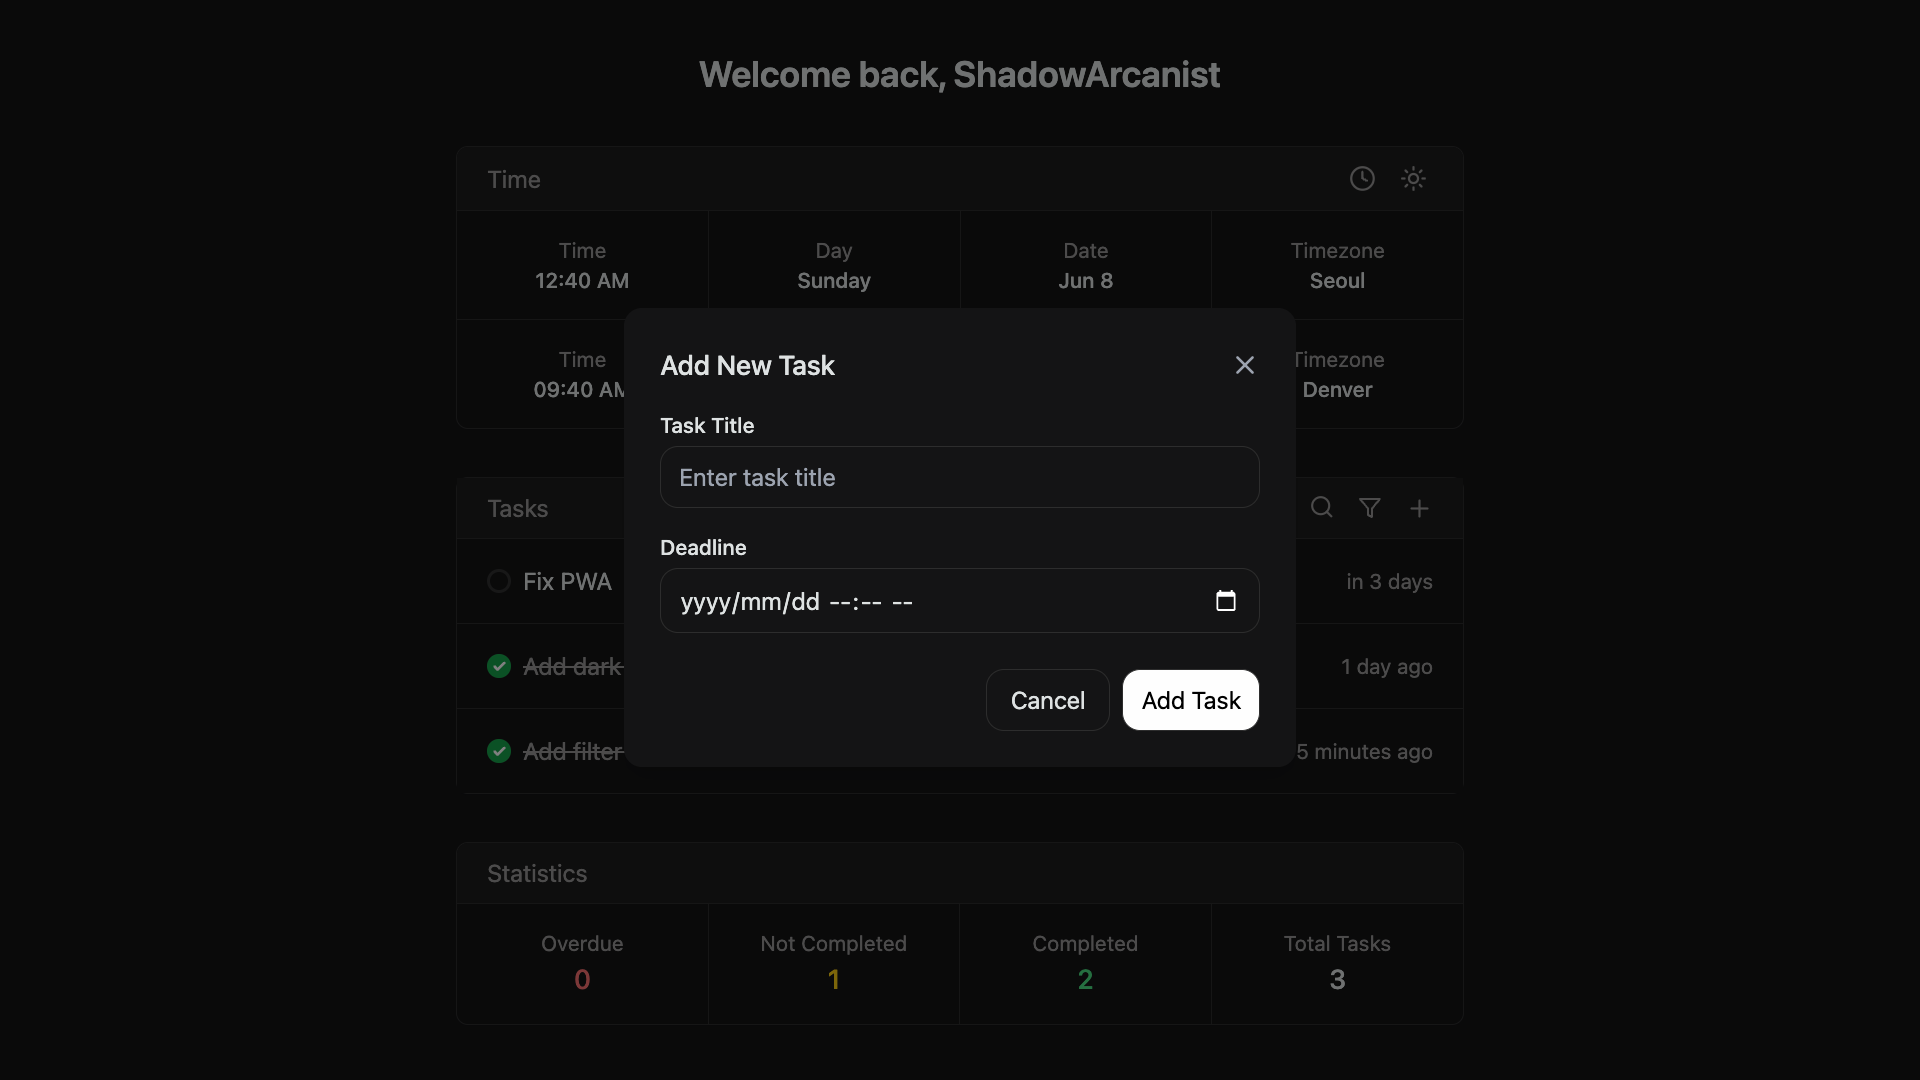 Welcome back, ShadowArcanist
Time
Time Day Date Timezone
12:40 AM Sunday Jun 8 Seoul
Time Timezone
09:40 AM Denver
Add New Task
Task Title
Enter task title
Deadline
yyyy/mm/dd --:-- --
Cancel Add Task
Tasks
Fix PWA in 3 days
Add dark 1 day ago
Add filter 5 minutes ago
Statistics
Overdue Not Completed Completed Total Tasks
0 1 2 3